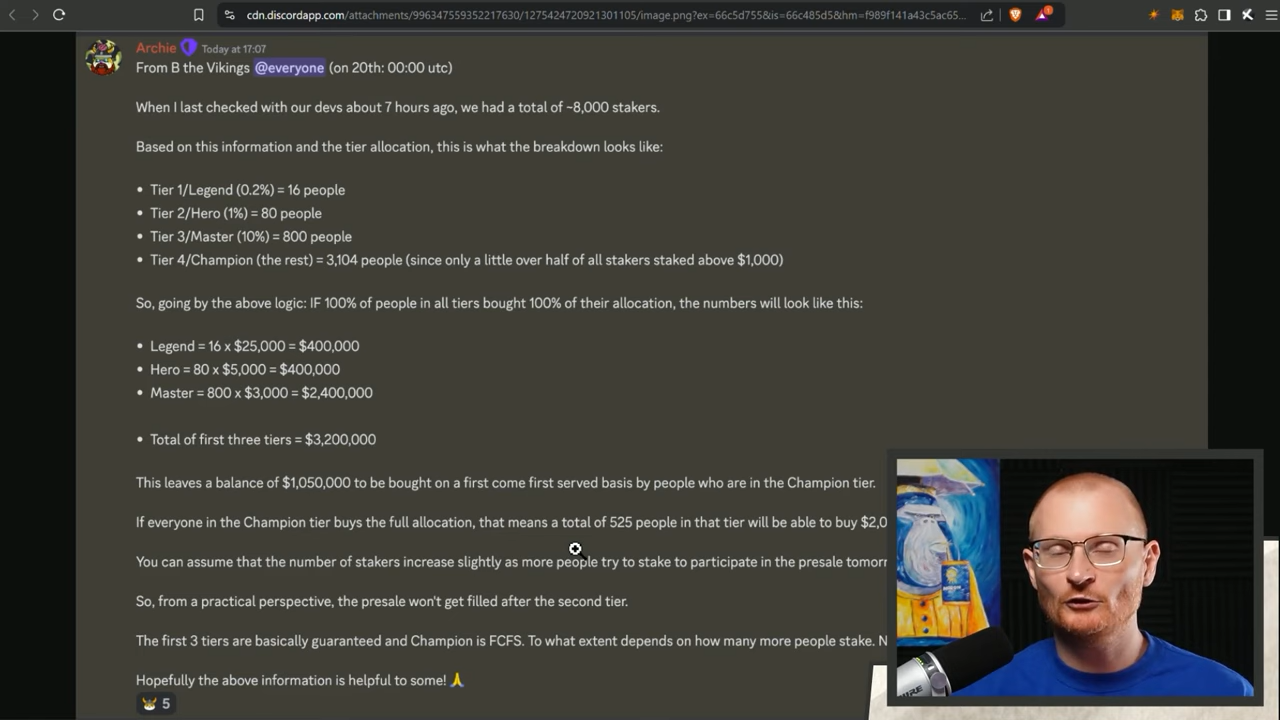 cdn.discordapp.com/attachments/996347559352217630/1275424720921301105/image.png?ex=66c5d755&is=66c485d5&hm=f989f141a43c5ac65...
Archie Today at 17:07
From B the Vikings @everyone (on 20th: 00:00 utc)
When I last checked with our devs about 7 hours ago, we had a total of ~8,000 stakers.
Based on this information and the tier allocation, this is what the breakdown looks like:
• Tier 1/Legend (0.2%) = 16 people
• Tier 2/Hero (1%) = 80 people
• Tier 3/Master (10%) = 800 people
• Tier 4/Champion (the rest) = 3,104 people (since only a little over half of all stakers staked above $1,000)
So, going by the above logic: IF 100% of people in all tiers bought 100% of their allocation, the numbers will look like this:
• Legend = 16 x $25,000 = $400,000
• Hero = 80 x $5,000 = $400,000
• Master = 800 x $3,000 = $2,400,000
• Total of first three tiers = $3,200,000
This leaves a balance of $1,050,000 to be bought on a first come first served basis by people who are in the Champion tier.
If everyone in the Champion tier buys the full allocation, that means a total of 525 people in that tier will be able to buy $2,0
You can assume that the number of stakers increase slightly as more people try to stake to participate in the presale tomorr
So, from a practical perspective, the presale won't get filled after the second tier.
The first 3 tiers are basically guaranteed and Champion is FCFS. To what extent depends on how many more people stake. N
Hopefully the above information is helpful to some! 🙏
5